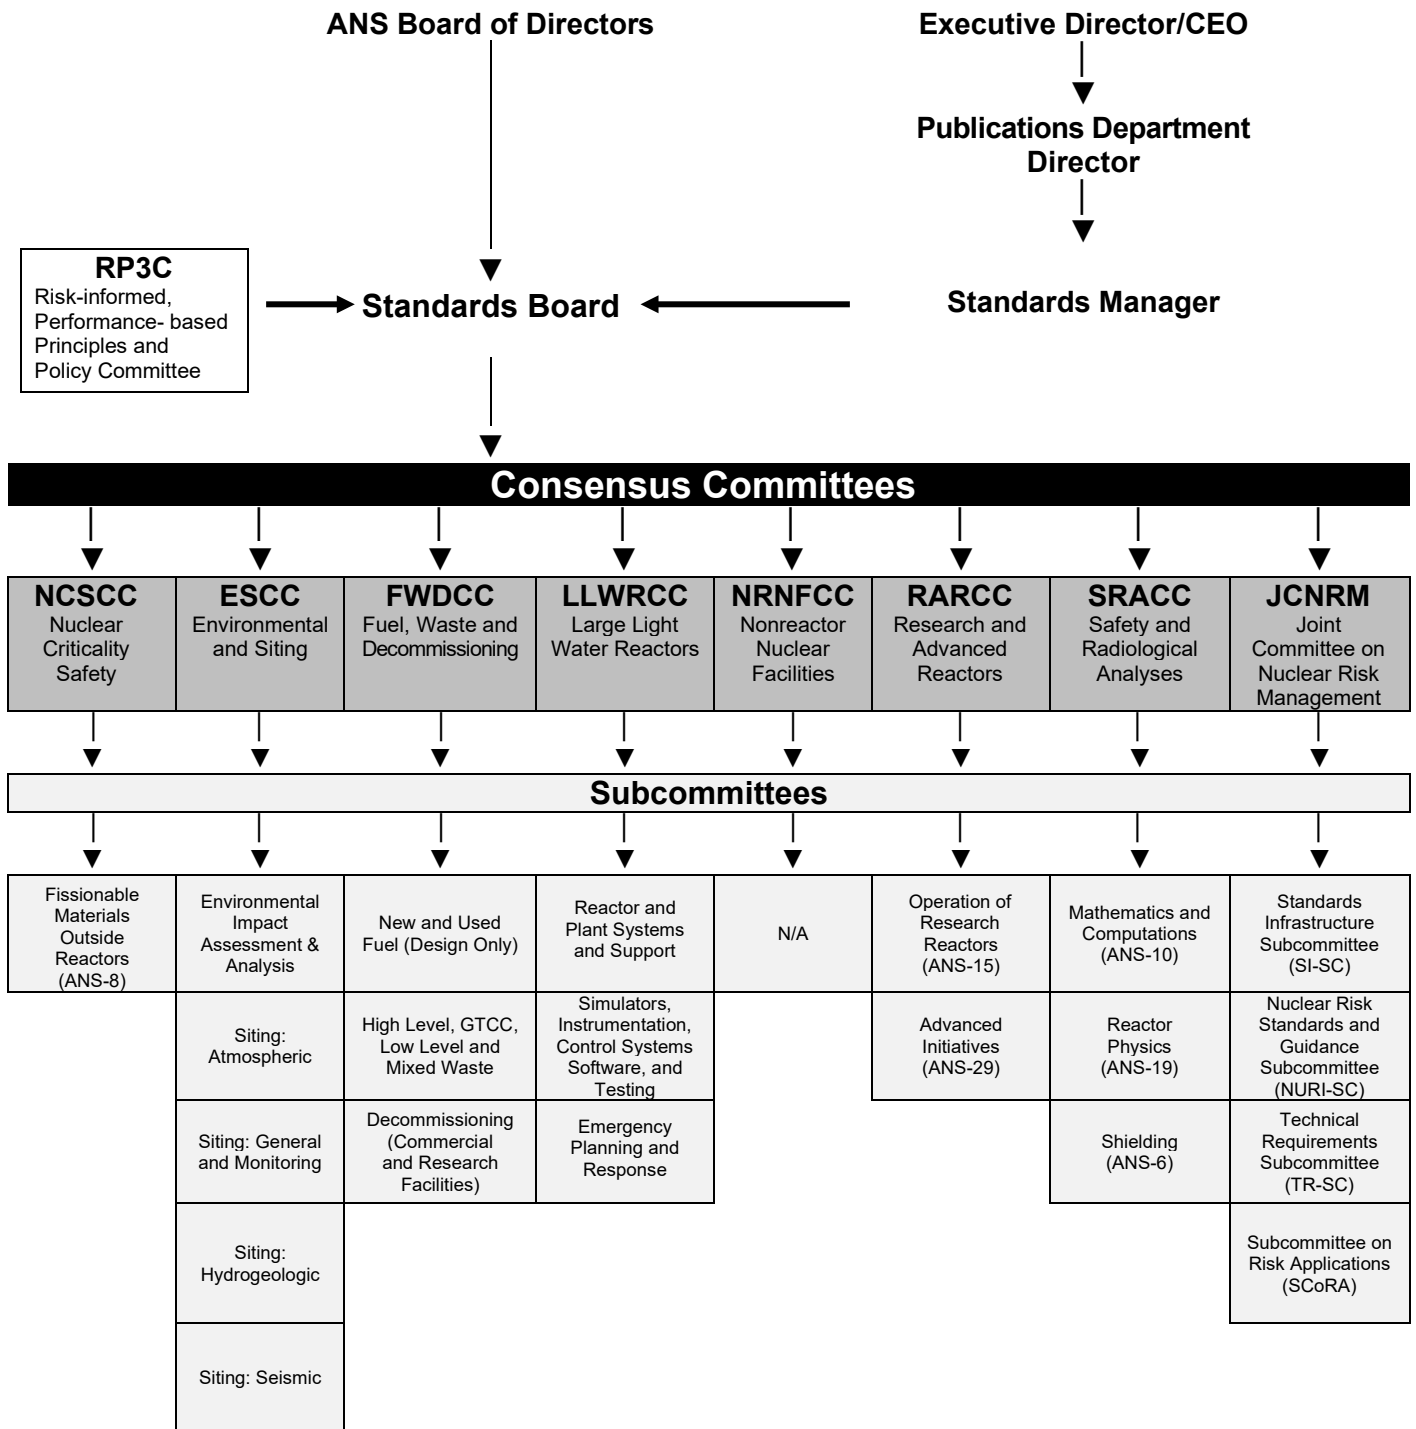 ANS Board of Directors
Executive Director/CEO
Publications Department
Director
RP3C
Risk-informed,
Performance- based
Principles and
Policy Committee
Standards Board
Standards Manager
Consensus Committees
NCSCC
Nuclear
Criticality
Safety
ESCC
Environmental
and Siting
FWDCC
Fuel, Waste and
Decommissioning
LLWRCC
Large Light
Water Reactors
NRNFCC
Nonreactor
Nuclear
Facilities
RARCC
Research and
Advanced
Reactors
SRACC
Safety and
Radiological
Analyses
JCNRM
Joint
Committee on
Nuclear Risk
Management
Subcommittees
Fissionable
Materials
Outside
Reactors
(ANS-8)
Environmental
Impact
Assessment &
Analysis
New and Used
Fuel (Design Only)
Reactor and
Plant Systems
and Support
N/A
Operation of
Research
Reactors
(ANS-15)
Mathematics and
Computations
(ANS-10)
Standards
Infrastructure
Subcommittee
(SI-SC)
Siting:
Atmospheric
High Level, GTCC,
Low Level and
Mixed Waste
Simulators,
Instrumentation,
Control Systems
Software, and
Testing
Advanced
Initiatives
(ANS-29)
Reactor
Physics
(ANS-19)
Nuclear Risk
Standards and
Guidance
Subcommittee
(NURI-SC)
Siting: General
and Monitoring
Decommissioning
(Commercial
and Research
Facilities)
Emergency
Planning and
Response
Shielding
(ANS-6)
Technical
Requirements
Subcommittee
(TR-SC)
Siting:
Hydrogeologic
Subcommittee on
Risk Applications
(SCoRA)
Siting: Seismic